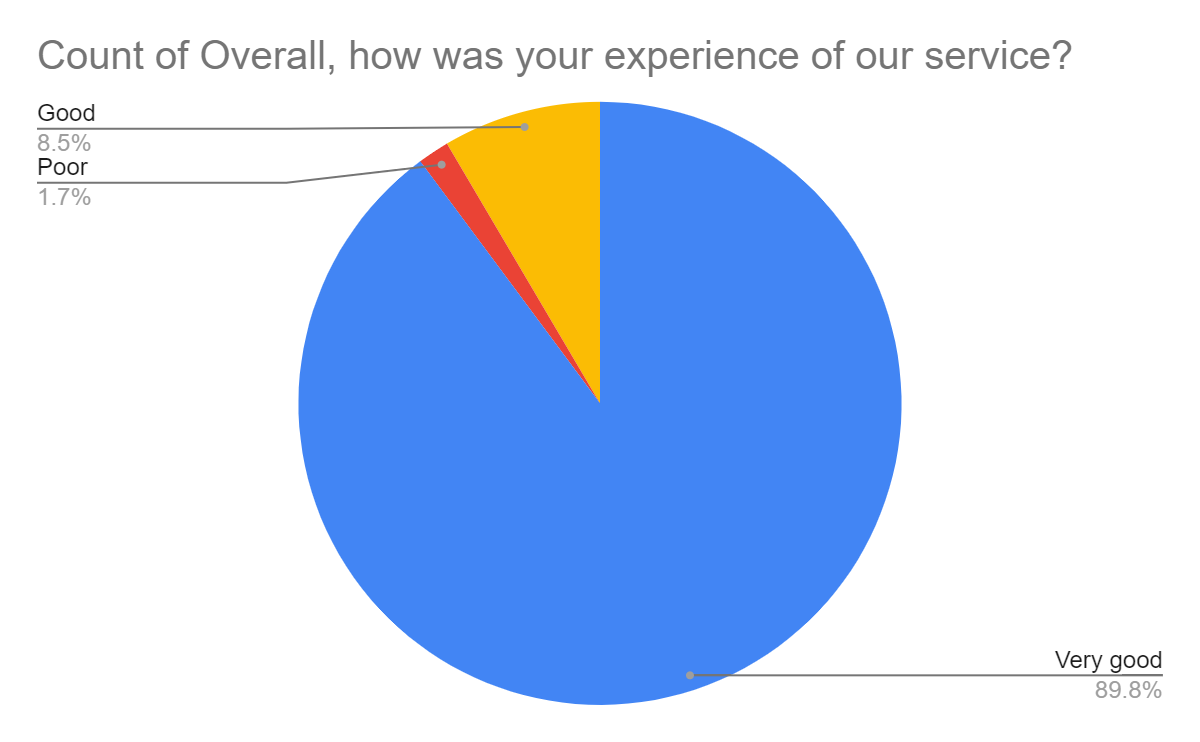 Count of Overall, how was your experience of our service?
Good
8.5%
Poor
1.7%
Very good
89.8%